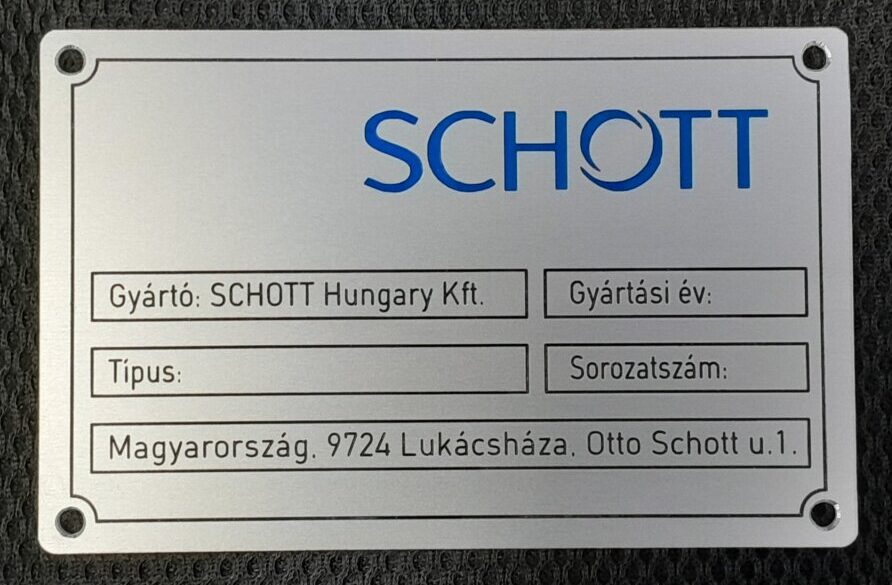 SCHOTT
Gyártó: SCHOTT Hungary Kft. Gyártási év:
Típus: Sorozatszám:
Magyarország, 9724 Lukácsháza, Otto Schott u.1.